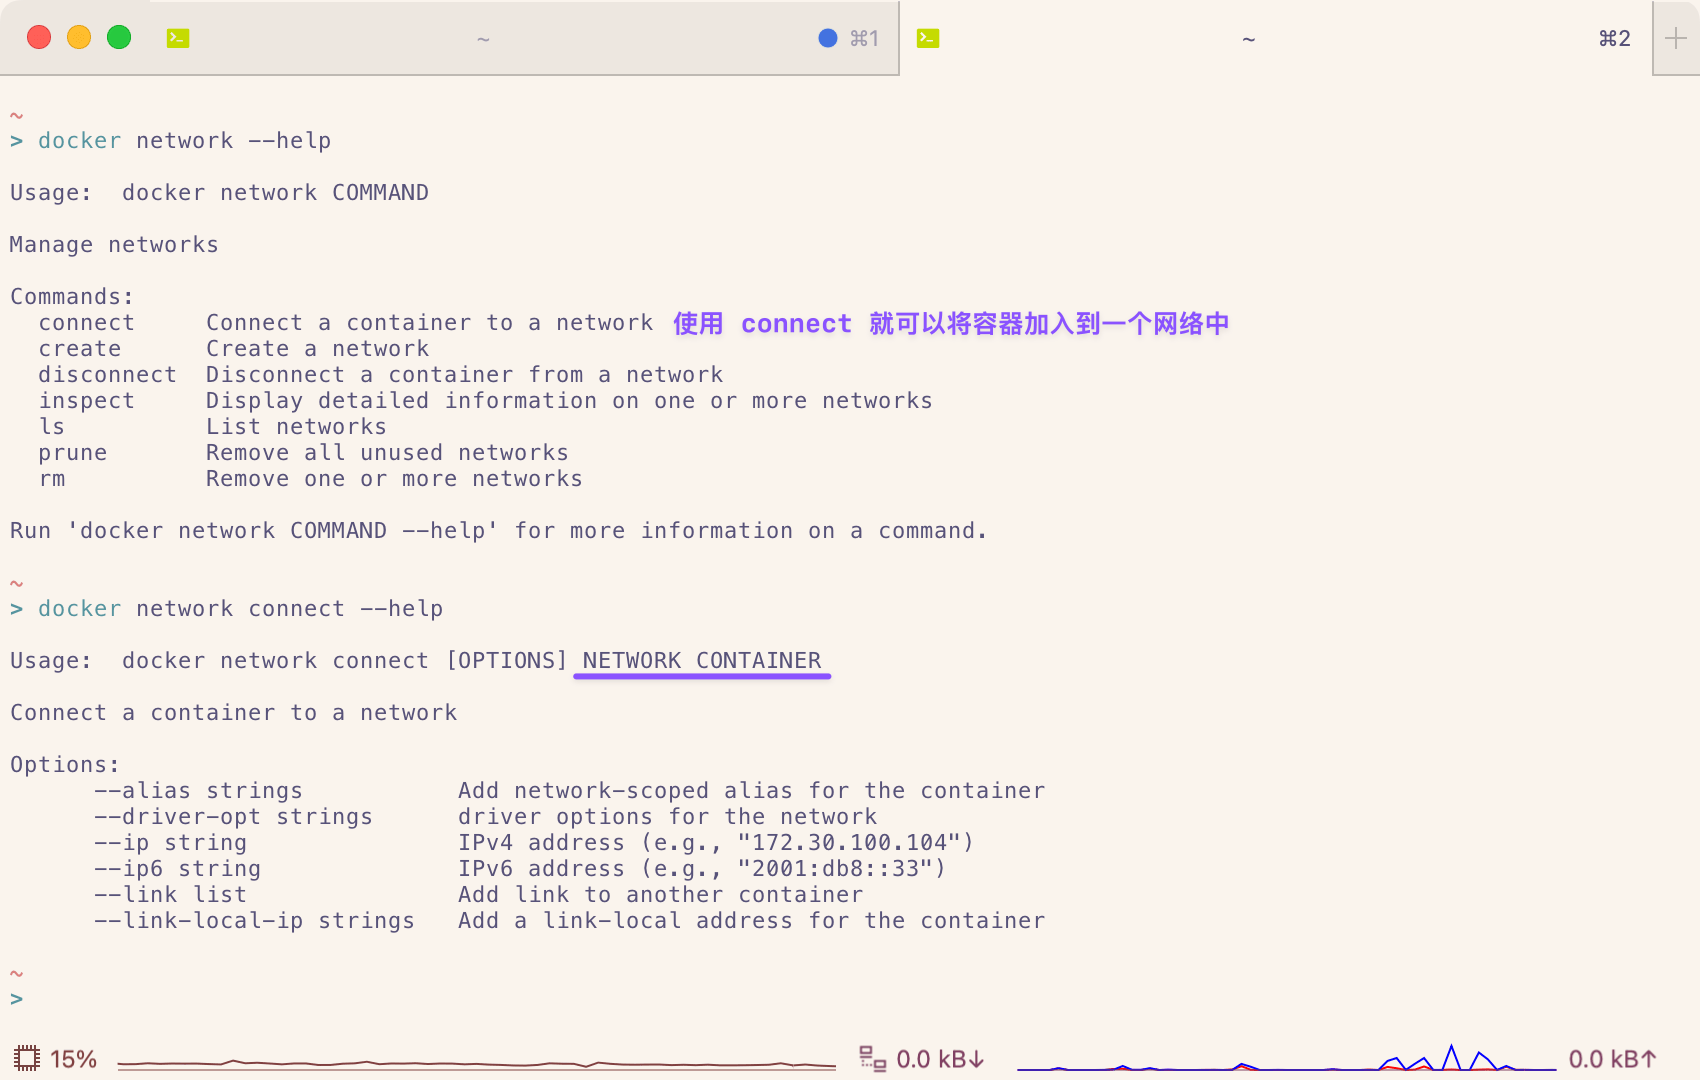 ~ ⌘1 ~ ⌘2
~
> docker network --help
Usage:  docker network COMMAND
Manage networks
Commands:
  connect     Connect a container to a network 使用 connect 就可以将容器加入到一个网络中
  create      Create a network
  disconnect  Disconnect a container from a network
  inspect     Display detailed information on one or more networks
  ls          List networks
  prune       Remove all unused networks
  rm          Remove one or more networks
Run 'docker network COMMAND --help' for more information on a command.
~
> docker network connect --help
Usage:  docker network connect [OPTIONS] NETWORK CONTAINER
Connect a container to a network
Options:
      --alias strings           Add network-scoped alias for the container
      --driver-opt strings      driver options for the network
      --ip string               IPv4 address (e.g., "172.30.100.104")
      --ip6 string              IPv6 address (e.g., "2001:db8::33")
      --link list               Add link to another container
      --link-local-ip strings   Add a link-local address for the container
~
>
15% 0.0 kB↓ 0.0 kB↑